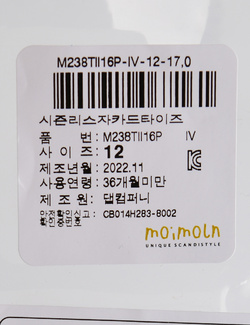 M238TII16P-IV-12-17,0
시즌리스자카드타이즈
품 번: M238TII16P IV
사 이 즈: 12
제조년월: 2022.11
사용연령: 36개월미만
제 조 원: 댑컴퍼니
안전확인신고
확인증번호 : CB014H283-8002
moimoln
UNIQUE SCANDISTYLE